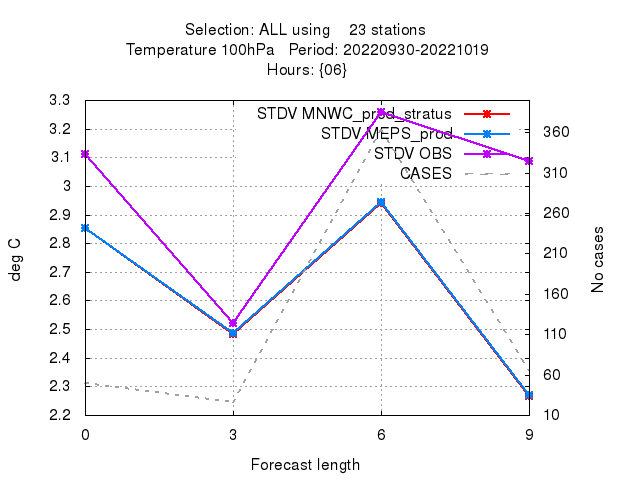 Selection: ALL using 23 stations
Temperature 100hPa Period: 20220930-20221019
Hours: {06}
STDV MNWC_prod_stratus
STDV MEPS_prod
STDV OBS
CASES
3.3
3.2
3.1
3
2.9
2.8
2.7
2.6
2.5
2.4
2.3
2.2
deg C
360
310
260
210
160
110
60
10
No cases
0 3 6 9
Forecast length